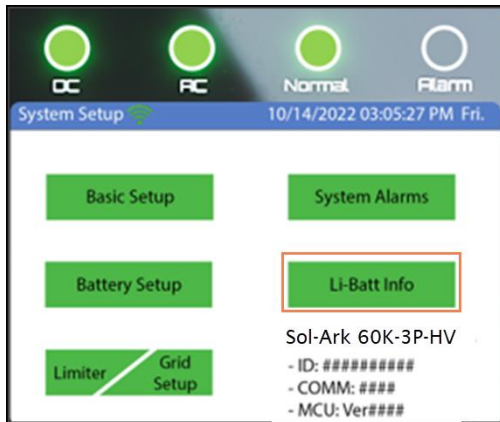 DC AC Normal Alarm
System Setup 10/14/2022 03:05:27 PM Fri.
Basic Setup System Alarms
Battery Setup Li-Batt Info
Limiter Grid Setup
Sol-Ark 60K-3P-HV
- ID: ##########
- COMM: ####
- MCU: Ver####